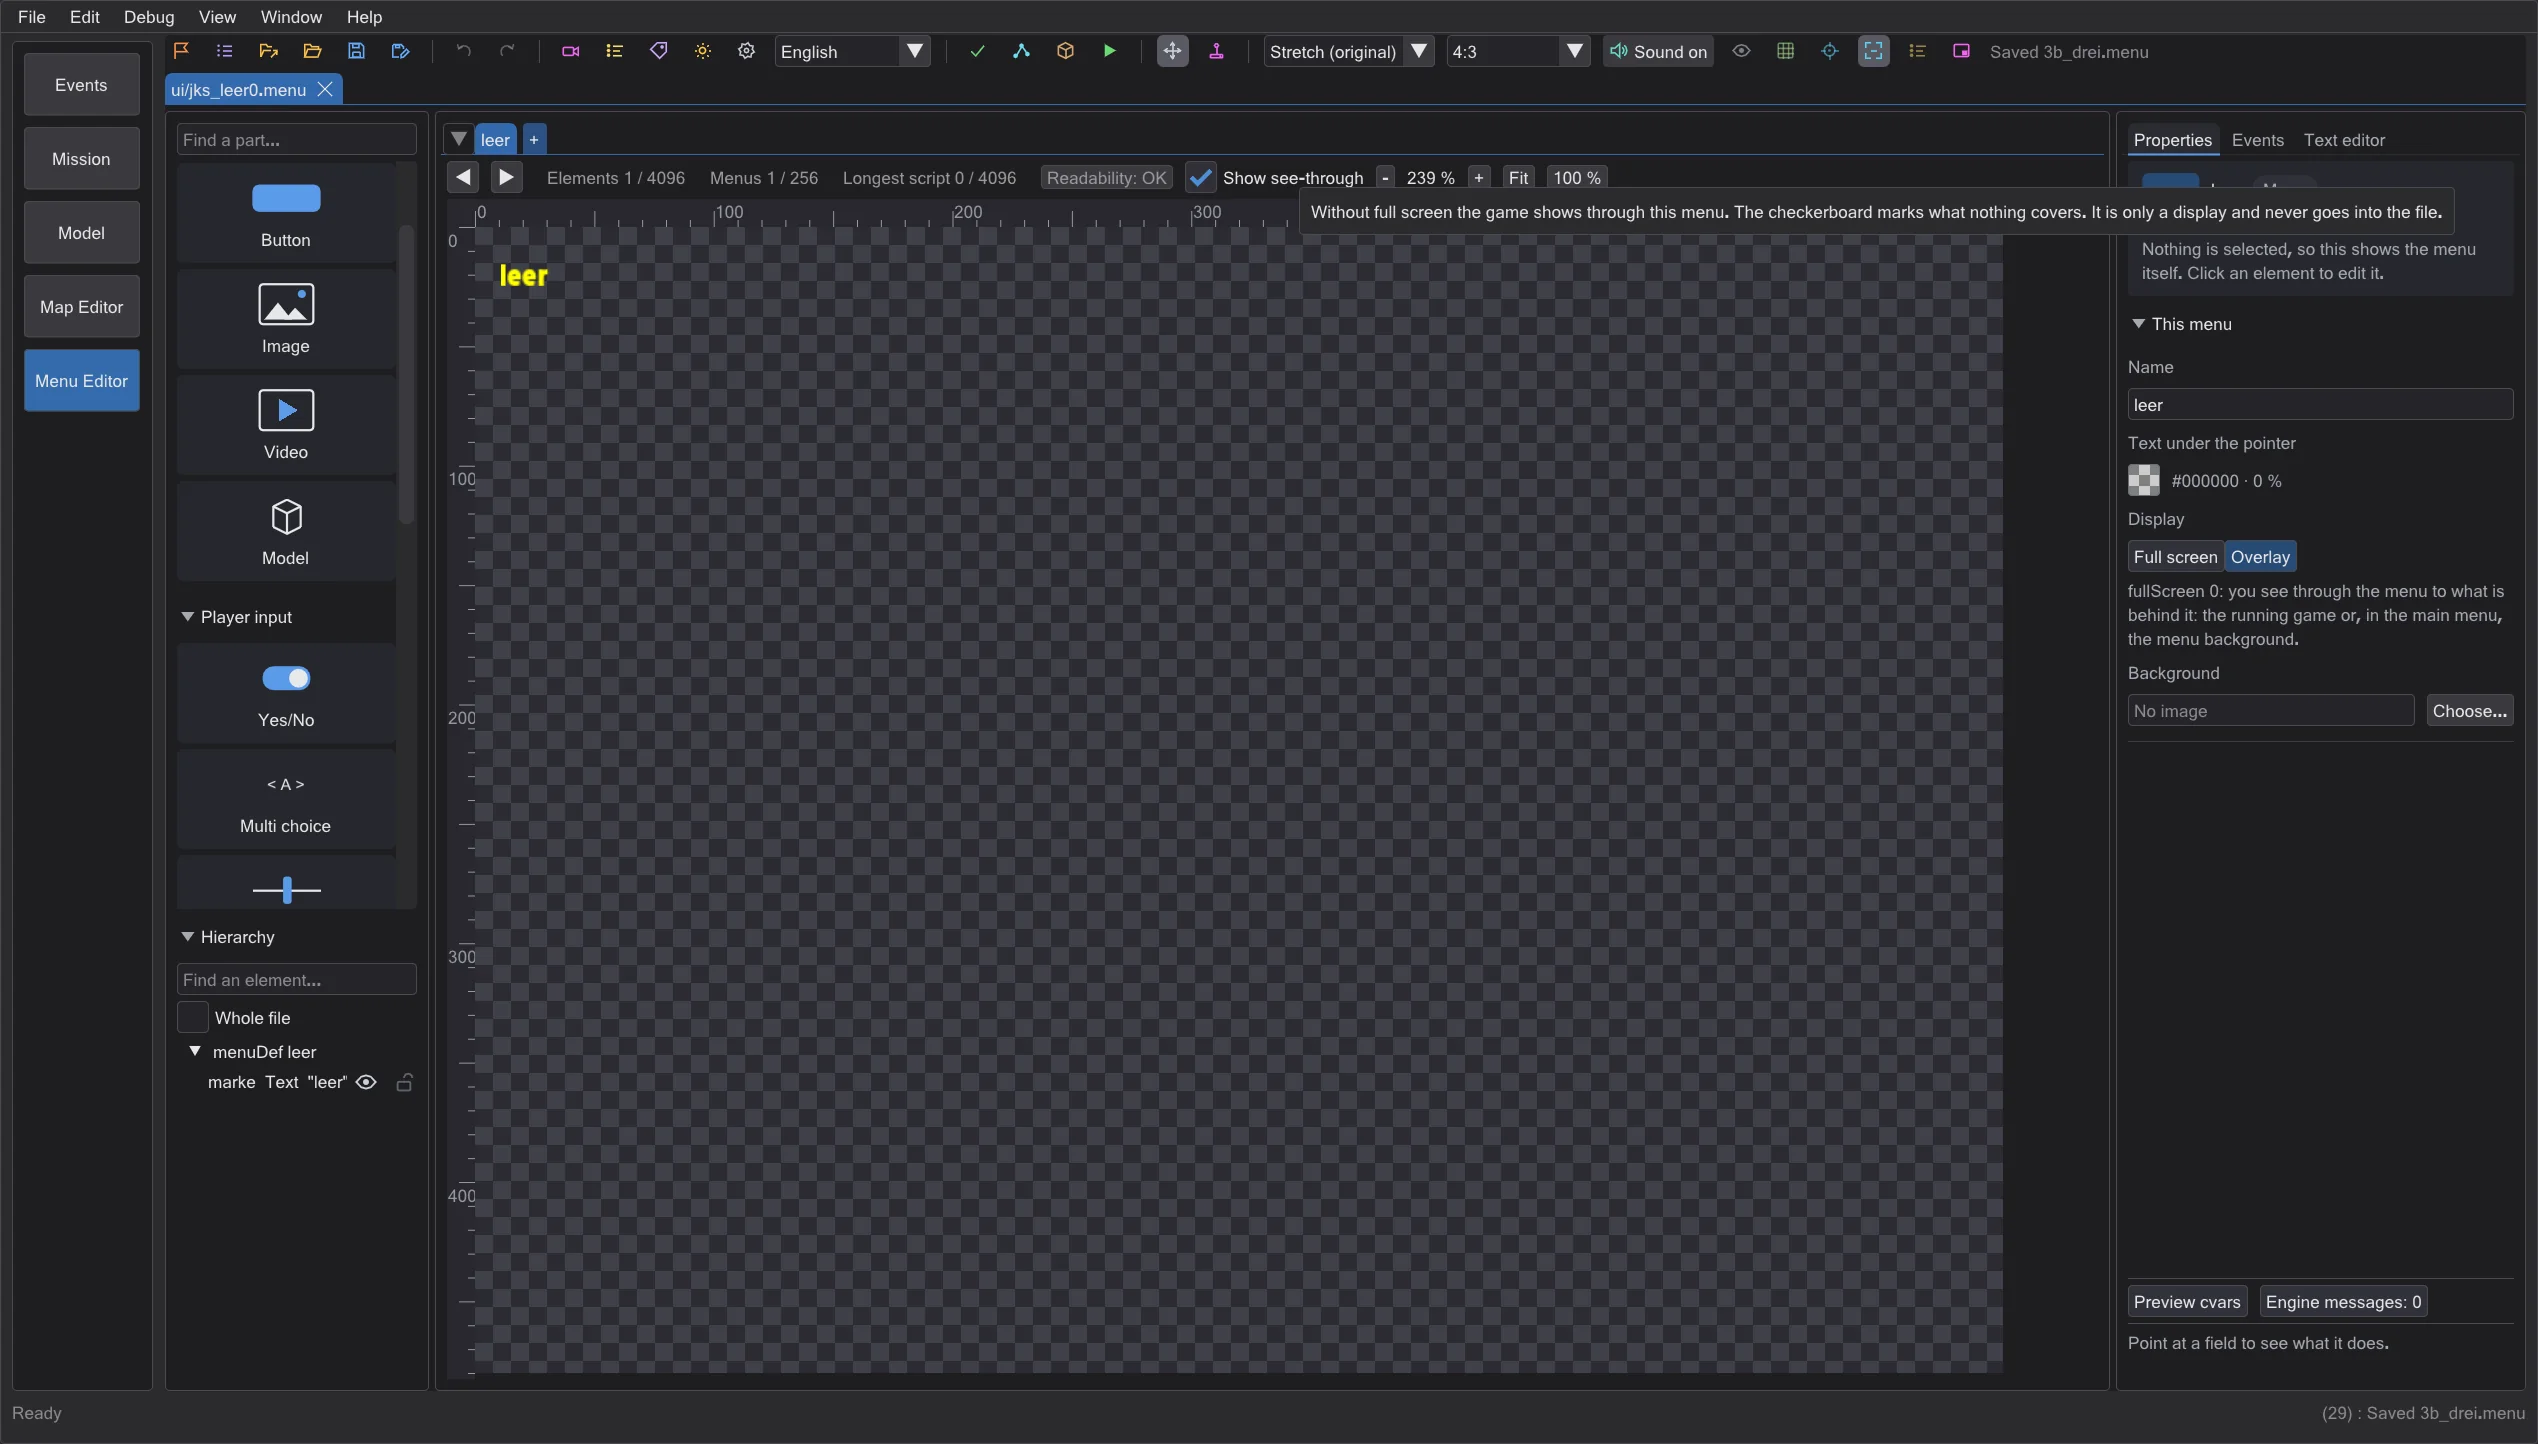 File Edit Debug View Window Help
English
Stretch (original)
4:3
Sound on
Saved 3b_drei.menu
Events
Mission
Model
Map Editor
Menu Editor
ui/jks_leer0.menu
Find a part...
Button
Image
Video
Model
Player input
Yes/No
< A >
Multi choice
Hierarchy
Find an element...
Whole file
menuDef leer
marke Text "leer"
leer +
Elements 1 / 4096 Menus 1 / 256 Longest script 0 / 4096 Readability: OK Show see-through - 239 % + Fit 100 %
0 100 200 300
Without full screen the game shows through this menu. The checkerboard marks what nothing covers. It is only a display and never goes into the file.
0
100
200
300
400
leer
Properties Events Text editor
Nothing is selected, so this shows the menu
itself. Click an element to edit it.
This menu
Name
leer
Text under the pointer
#000000 · 0 %
Display
Full screen Overlay
fullScreen 0: you see through the menu to what is
behind it: the running game or, in the main menu,
the menu background.
Background
No image Choose...
Preview cvars Engine messages: 0
Point at a field to see what it does.
Ready
(29) : Saved 3b_drei.menu